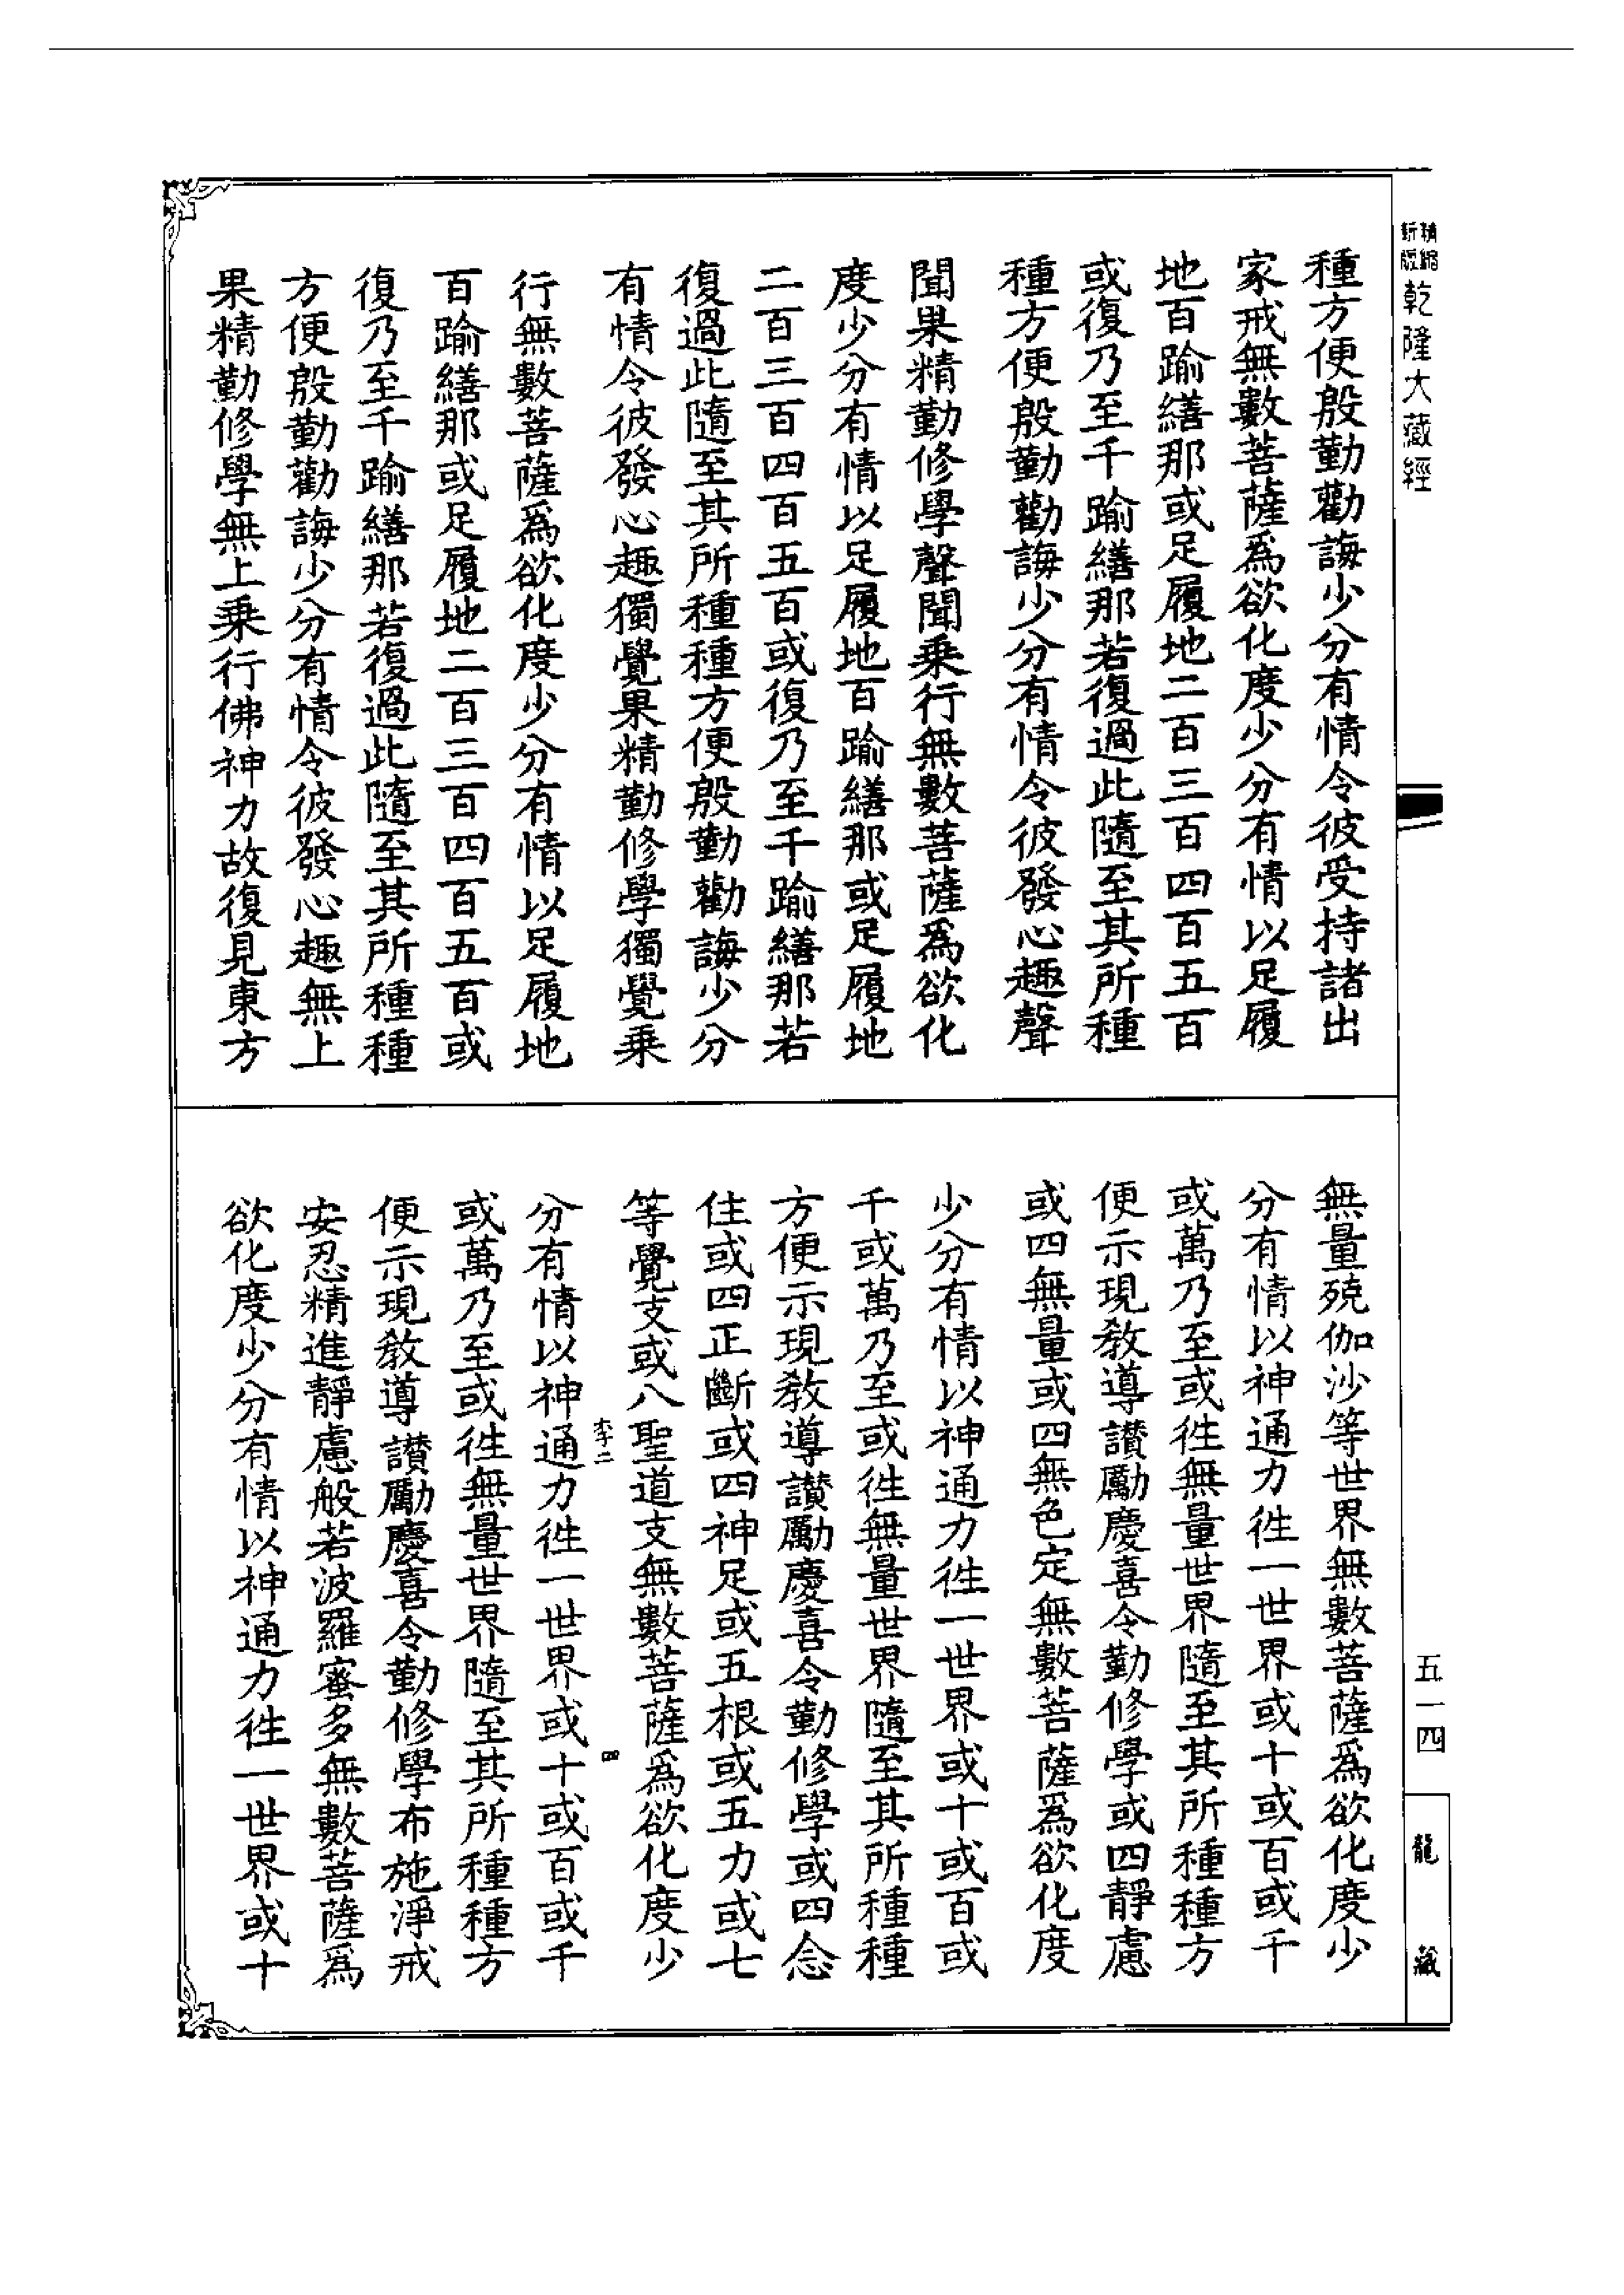 精縮新版乾隆大藏經
五一四
龍藏
種方便殷勤勸誨少分有情令彼受持諸出
家戒無數菩薩爲欲化度少分有情以足履
地百踰繕那或足履地二百三百四百五百
或復乃至千踰繕那若復過此隨至其所種
種方便殷勤勸誨少分有情令彼發心趣聲
聞果精勤修學聲聞乗行無數菩薩爲欲化
度少分有情以足履地百踰繕那或足履地
二百三百四百五百或復乃至千踰繕那若
復過此隨至其所種種方便殷勤勸誨少分
有情令彼發心趣獨覺果精勤修學獨覺乗
行無數菩薩爲欲化度少分有情以足履地
百踰繕那或足履地二百三百四百五百或
復乃至千踰繕那若復過此隨至其所種種
方便殷勤勸誨少分有情令彼發心趣無上
果精勤修學無上乗行佛神力故復見東方
無量殑伽沙等世界無數菩薩爲欲化度少
分有情以神通力徃一世界或十或百或千
或萬乃至或徃無量世界隨至其所種種方
便示現教導讃勵慶喜令勤修學或四靜慮
或四無量或四無色定無數菩薩爲欲化度
少分有情以神通力徃一世界或十或百或
千或萬乃至或徃無量世界隨至其所種種
方便示現教導讃勵慶喜令勤修學或四念
住或四正斷或四神足或五根或五力或七
等覺支或八聖道支無數菩薩爲欲化度少
李二
四
分有情以神通力徃一世界或十或百或千
或萬乃至或徃無量世界隨至其所種種方
便示現教導讃勵慶喜令勤修學布施淨戒
安忍精進靜慮般若波羅蜜多無數菩薩爲
欲化度少分有情以神通力徃一世界或十